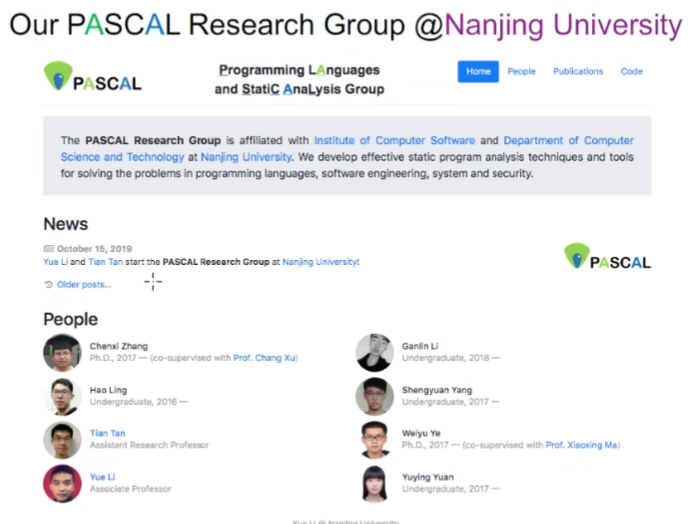 Our PASCAL Research Group @Nanjing University
PASCAL
Programming LAnguages
and StatiC AnaLysis Group
Home People Publications Code
The PASCAL Research Group is affiliated with Institute of Computer Software and Department of Computer
Science and Technology at Nanjing University. We develop effective static program analysis techniques and tools
for solving the problems in programming languages, software engineering, system and security.
News
October 15, 2019
Yue Li and Tian Tan start the PASCAL Research Group at Nanjing University!
Older posts...
PASCAL
People
Chenxi Zhang
Ph.D., 2017 — (co-supervised with Prof. Chang Xu)
Hao Ling
Undergraduate, 2016 —
Tian Tan
Assistant Research Professor
Yue Li
Associate Professor
Ganlin Li
Undergraduate, 2018 —
Shengyuan Yang
Undergraduate, 2017 —
Weiyu Ye
Ph.D., 2017 — (co-supervised with Prof. Xiaoxing Ma)
Yuying Yuan
Undergraduate, 2017 —
Yue Li @ Nanjing University